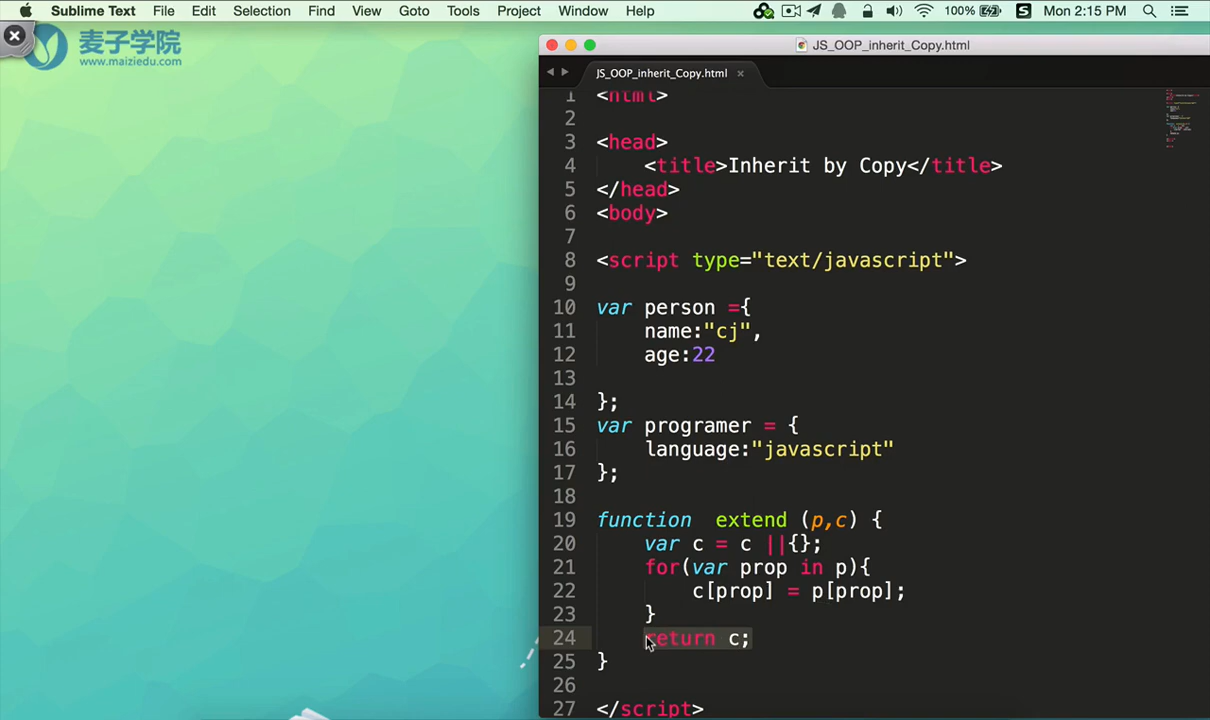 Sublime Text File Edit Selection Find View Goto Tools Project Window Help 100% Mon 2:15 PM
麦子学院
www.maiziedu.com
JS_OOP_inherit_Copy.html
JS_OOP_inherit_Copy.html ×
1 <html>
2
3 <head>
4 <title>Inherit by Copy</title>
5 </head>
6 <body>
7
8 <script type="text/javascript">
9
10 var person ={
11 name:"cj",
12 age:22
13
14 };
15 var programer = {
16 language:"javascript"
17 };
18
19 function extend (p,c) {
20 var c = c ||{};
21 for(var prop in p){
22 c[prop] = p[prop];
23 }
24 return c;
25 }
26
27 </script>